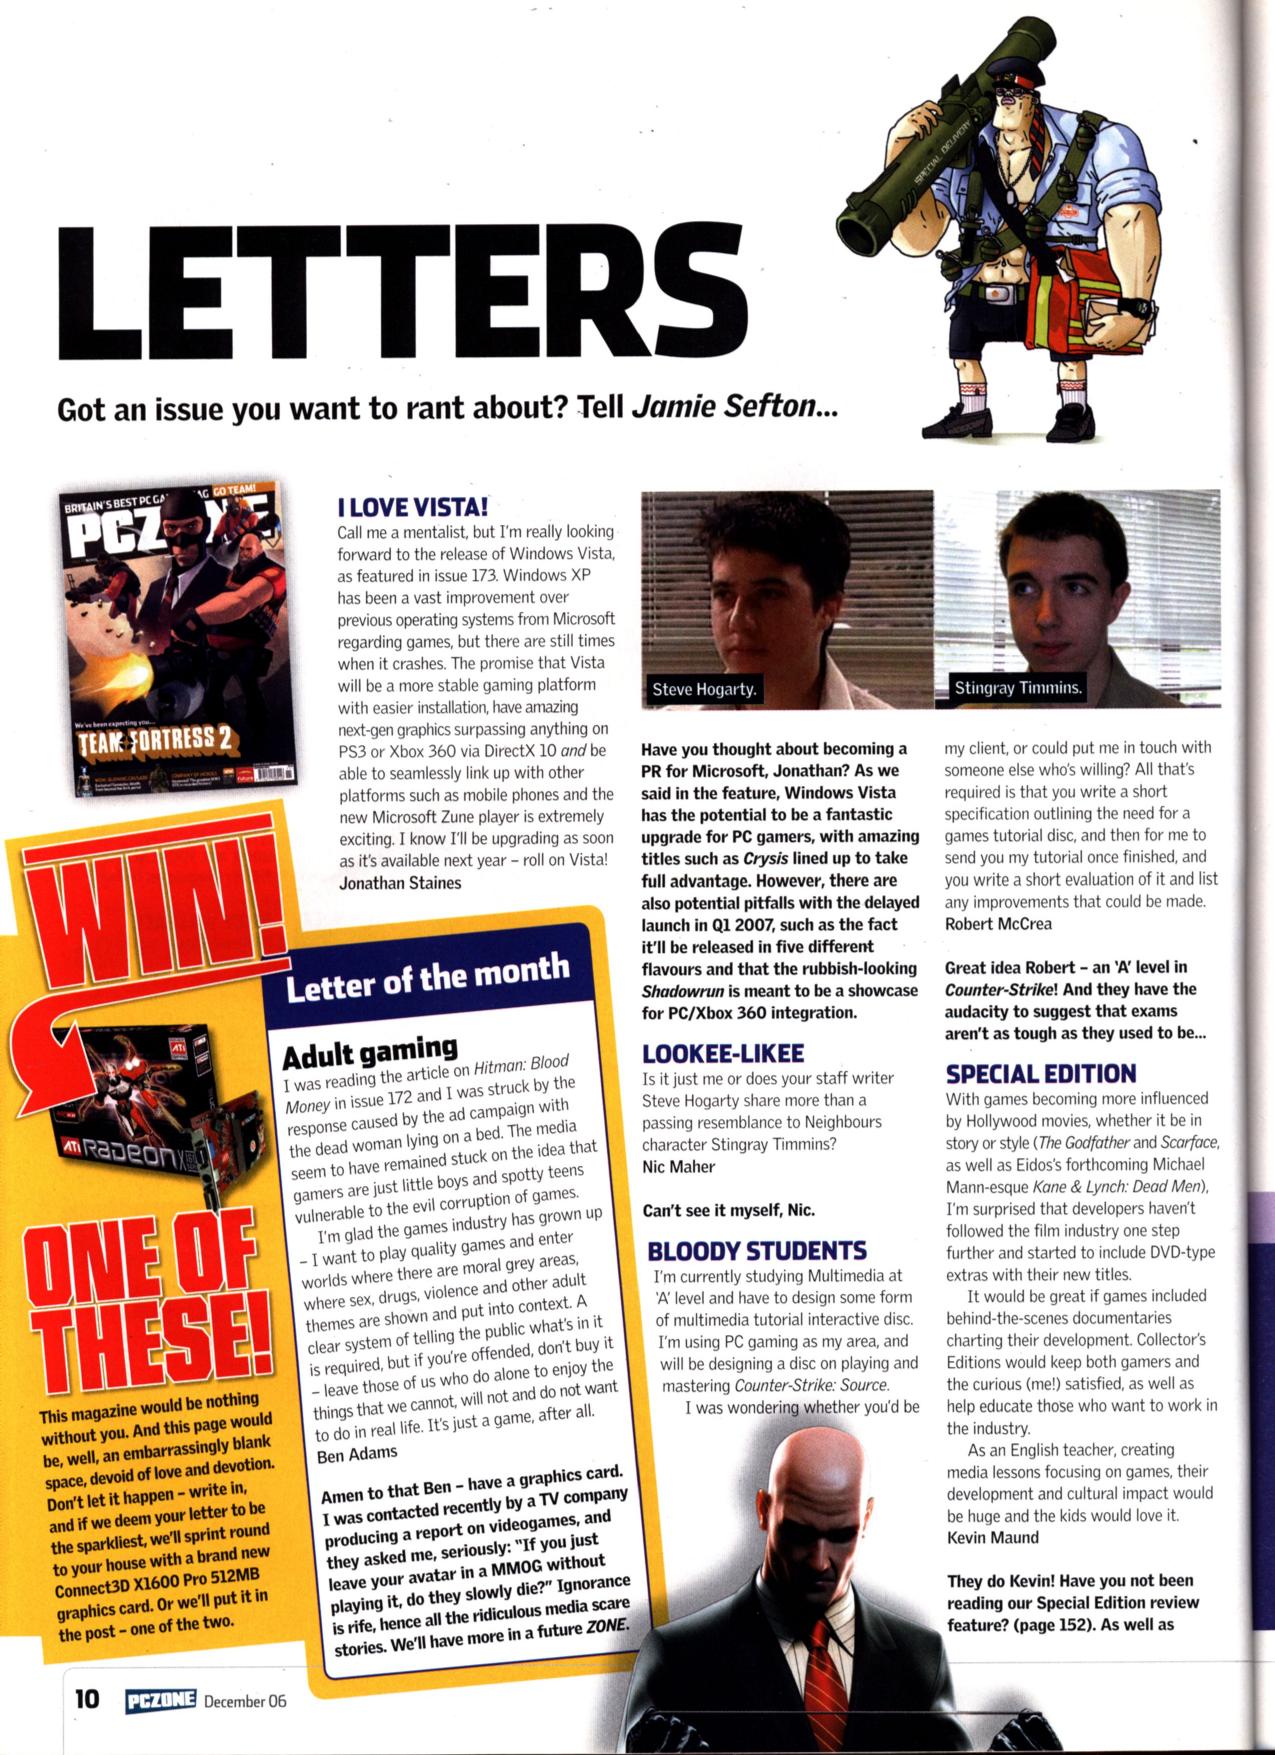 SPECIAL DELIVERY
LETTERS
Got an issue you want to rant about? Tell Jamie Sefton...
BRITAIN'S BEST PC GA
AG GO TEAM!
PCZONE
We've been expecting you...
TEAM FORTRESS 2
WIN!
ATI
ATI RADEON
ONE OF
THESE!
This magazine would be nothing
without you. And this page would
be, well, an embarrassingly blank
space, devoid of love and devotion.
Don't let it happen – write in,
and if we deem your letter to be
the sparkliest, we'll sprint round
to your house with a brand new
Connect3D X1600 Pro 512MB
graphics card. Or we'll put it in
the post – one of the two.
I LOVE VISTA!
Call me a mentalist, but I'm really looking
forward to the release of Windows Vista,
as featured in issue 173. Windows XP
has been a vast improvement over
previous operating systems from Microsoft
regarding games, but there are still times
when it crashes. The promise that Vista
will be a more stable gaming platform
with easier installation, have amazing
next-gen graphics surpassing anything on
PS3 or Xbox 360 via DirectX 10 and be
able to seamlessly link up with other
platforms such as mobile phones and the
new Microsoft Zune player is extremely
exciting. I know I'll be upgrading as soon
as it's available next year – roll on Vista!
Jonathan Staines
Letter of the month
Adult gaming
I was reading the article on Hitman: Blood
Money in issue 172 and I was struck by the
response caused by the ad campaign with
the dead woman lying on a bed. The media
seem to have remained stuck on the idea that
gamers are just little boys and spotty teens
vulnerable to the evil corruption of games.
I'm glad the games industry has grown up
– I want to play quality games and enter
worlds where there are moral grey areas,
where sex, drugs, violence and other adult
themes are shown and put into context. A
clear system of telling the public what's in it
is required, but if you're offended, don't buy it
– leave those of us who do alone to enjoy the
things that we cannot, will not and do not want
to do in real life. It's just a game, after all.
Ben Adams
Amen to that Ben – have a graphics card.
I was contacted recently by a TV company
producing a report on videogames, and
they asked me, seriously: "If you just
leave your avatar in a MMOG without
playing it, do they slowly die?" Ignorance
is rife, hence all the ridiculous media scare
stories. We'll have more in a future ZONE.
Steve Hogarty.
Stingray Timmins.
Have you thought about becoming a
PR for Microsoft, Jonathan? As we
said in the feature, Windows Vista
has the potential to be a fantastic
upgrade for PC gamers, with amazing
titles such as Crysis lined up to take
full advantage. However, there are
also potential pitfalls with the delayed
launch in Q1 2007, such as the fact
it'll be released in five different
flavours and that the rubbish-looking
Shadowrun is meant to be a showcase
for PC/Xbox 360 integration.
LOOKEE-LIKEE
Is it just me or does your staff writer
Steve Hogarty share more than a
passing resemblance to Neighbours
character Stingray Timmins?
Nic Maher
Can't see it myself, Nic.
BLOODY STUDENTS
I'm currently studying Multimedia at
'A' level and have to design some form
of multimedia tutorial interactive disc.
I'm using PC gaming as my area, and
will be designing a disc on playing and
mastering Counter-Strike: Source.
I was wondering whether you'd be
my client, or could put me in touch with
someone else who's willing? All that's
required is that you write a short
specification outlining the need for a
games tutorial disc, and then for me to
send you my tutorial once finished, and
you write a short evaluation of it and list
any improvements that could be made.
Robert McCrea
Great idea Robert – an 'A' level in
Counter-Strike! And they have the
audacity to suggest that exams
aren't as tough as they used to be...
SPECIAL EDITION
With games becoming more influenced
by Hollywood movies, whether it be in
story or style (The Godfather and Scarface,
as well as Eidos's forthcoming Michael
Mann-esque Kane & Lynch: Dead Men),
I'm surprised that developers haven't
followed the film industry one step
further and started to include DVD-type
extras with their new titles.
It would be great if games included
behind-the-scenes documentaries
charting their development. Collector's
Editions would keep both gamers and
the curious (me!) satisfied, as well as
help educate those who want to work in
the industry.
As an English teacher, creating
media lessons focusing on games, their
development and cultural impact would
be huge and the kids would love it.
Kevin Maund
They do Kevin! Have you not been
reading our Special Edition review
feature? (page 152). As well as
10 PCZONE December 06